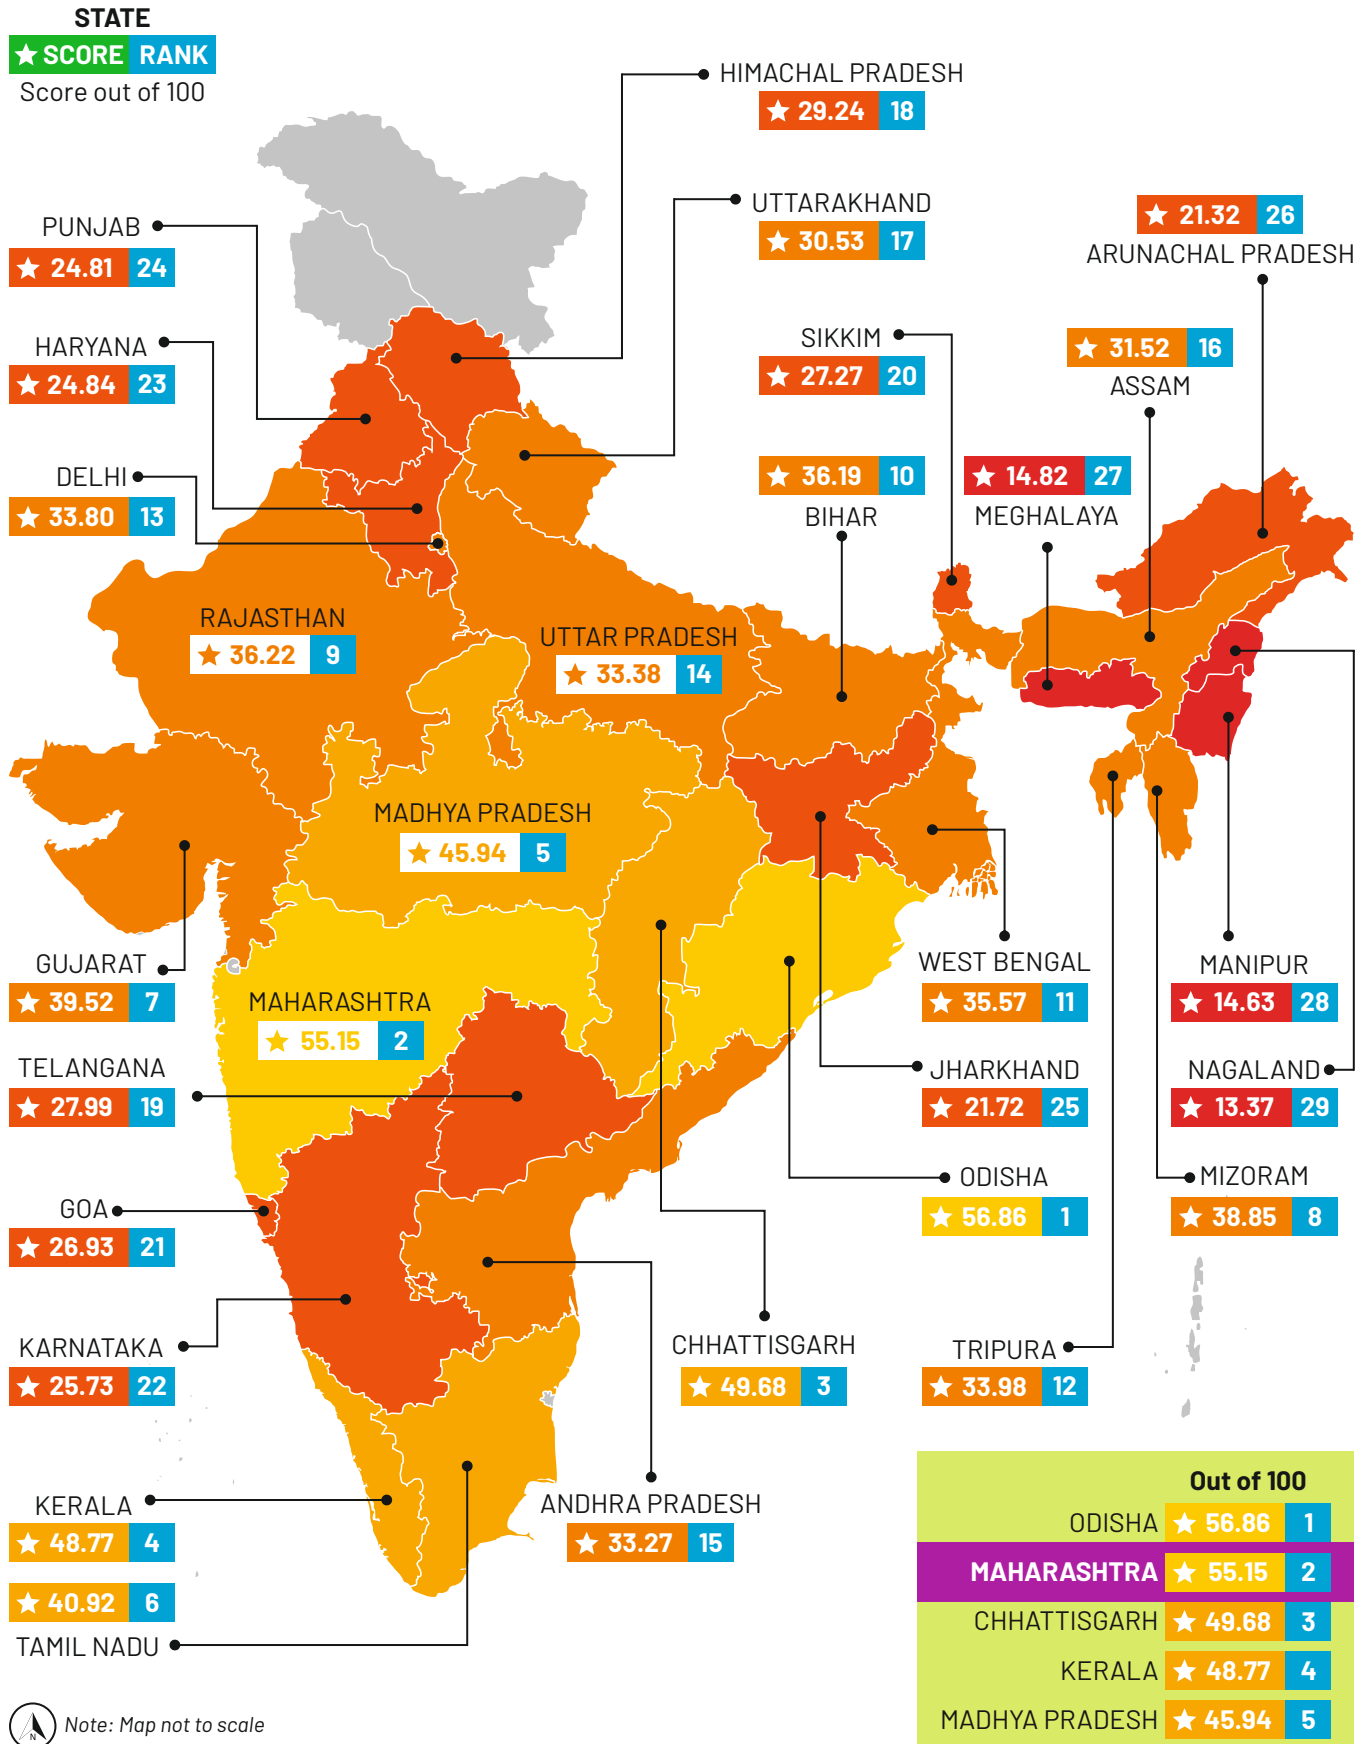 STATE
SCORE RANK
Score out of 100
HIMACHAL PRADESH
29.24 18
UTTARAKHAND
30.53 17
21.32 26
ARUNACHAL PRADESH
PUNJAB
24.81 24
HARYANA
24.84 23
SIKKIM
27.27 20
31.52 16
ASSAM
DELHI
33.80 13
36.19 10
BIHAR
14.82 27
MEGHALAYA
RAJASTHAN
36.22 9
UTTAR PRADESH
33.38 14
MADHYA PRADESH
45.94 5
GUJARAT
39.52 7
MAHARASHTRA
55.15 2
WEST BENGAL
35.57 11
MANIPUR
14.63 28
TELANGANA
27.99 19
JHARKHAND
21.72 25
NAGALAND
13.37 29
GOA
26.93 21
ODISHA
56.86 1
MIZORAM
38.85 8
KARNATAKA
25.73 22
CHHATTISGARH
49.68 3
TRIPURA
33.98 12
KERALA
48.77 4
ANDHRA PRADESH
33.27 15
40.92 6
TAMIL NADU
Out of 100
ODISHA 56.86 1
MAHARASHTRA 55.15 2
CHHATTISGARH 49.68 3
KERALA 48.77 4
MADHYA PRADESH 45.94 5
N
Note: Map not to scale